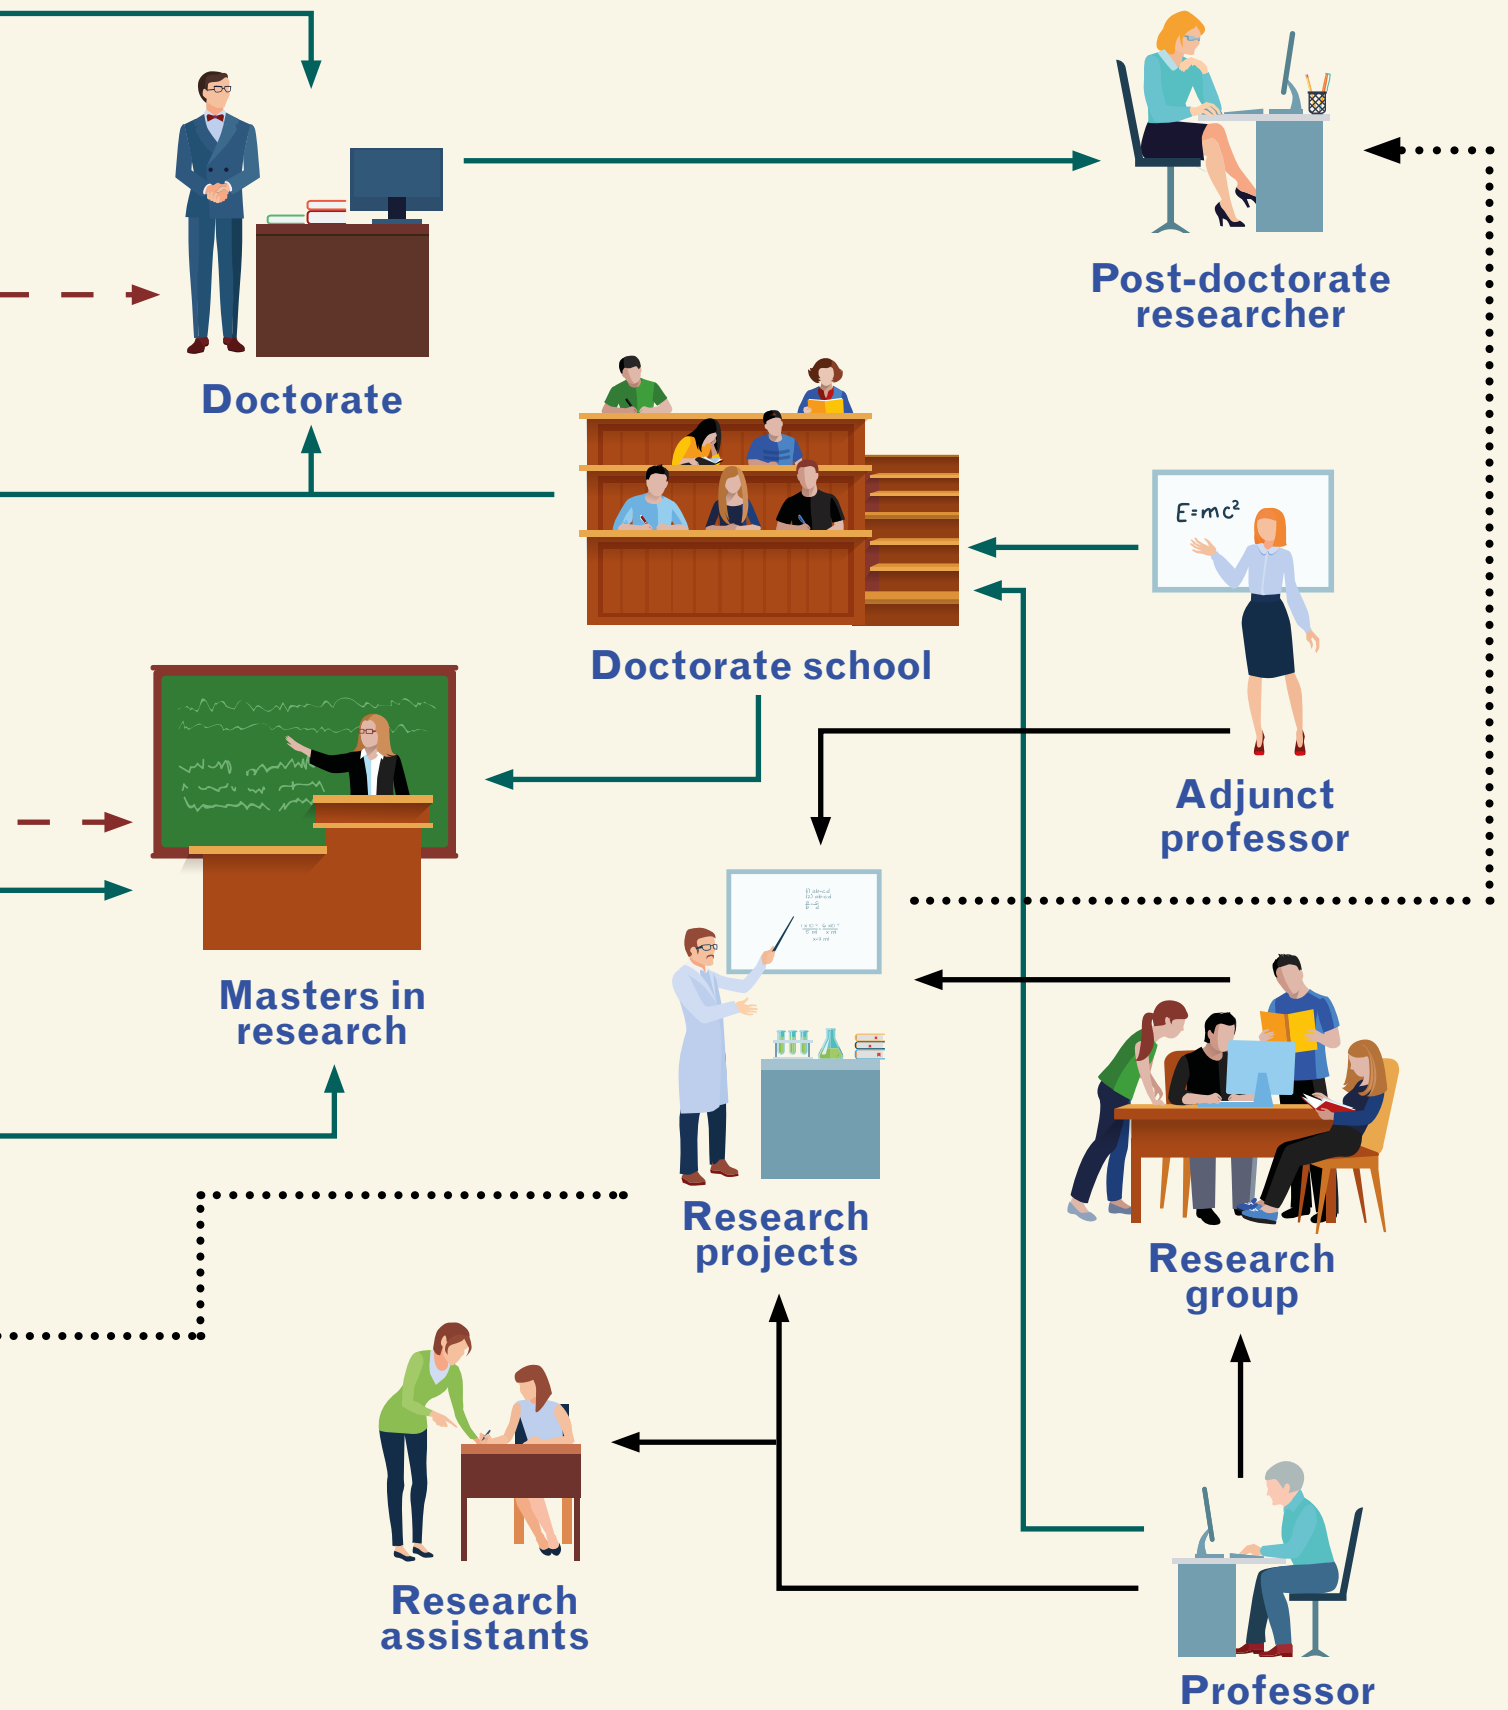 Post-doctorate
researcher
Doctorate
E=mc²
Doctorate school
Adjunct
professor
Masters in
research
Research
projects
Research
group
Research
assistants
Professor